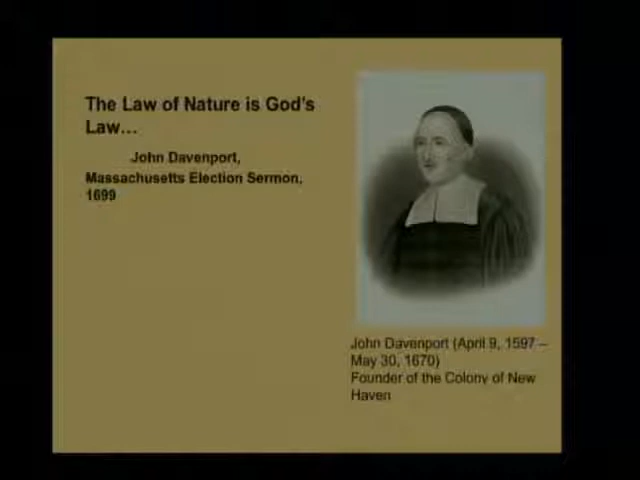 The Law of Nature is God's
Law...
John Davenport,
Massachusetts Election Sermon,
1699
John Davenport (April 9, 1597 –
May 30, 1670)
Founder of the Colony of New
Haven